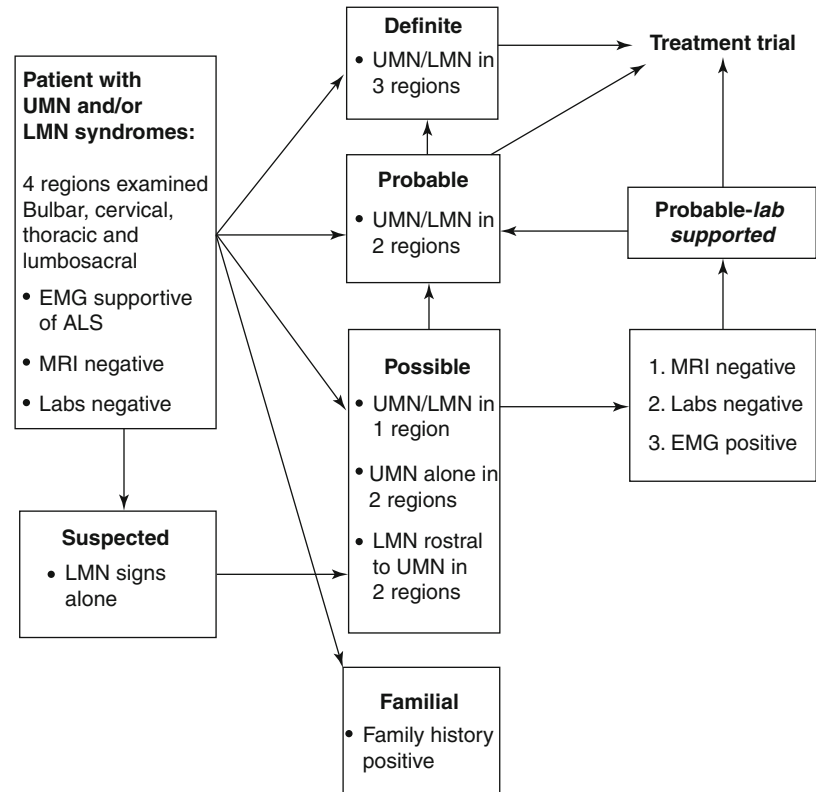 Patient with
UMN and/or
LMN syndromes:
4 regions examined
Bulbar, cervical,
thoracic and
lumbosacral
• EMG supportive
of ALS
• MRI negative
• Labs negative
Suspected
• LMN signs
alone
Definite
• UMN/LMN in
3 regions
Probable
• UMN/LMN in
2 regions
Possible
• UMN/LMN in
1 region
• UMN alone in
2 regions
• LMN rostral
to UMN in
2 regions
Familial
• Family history
positive
Treatment trial
Probable-lab
supported
1. MRI negative
2. Labs negative
3. EMG positive